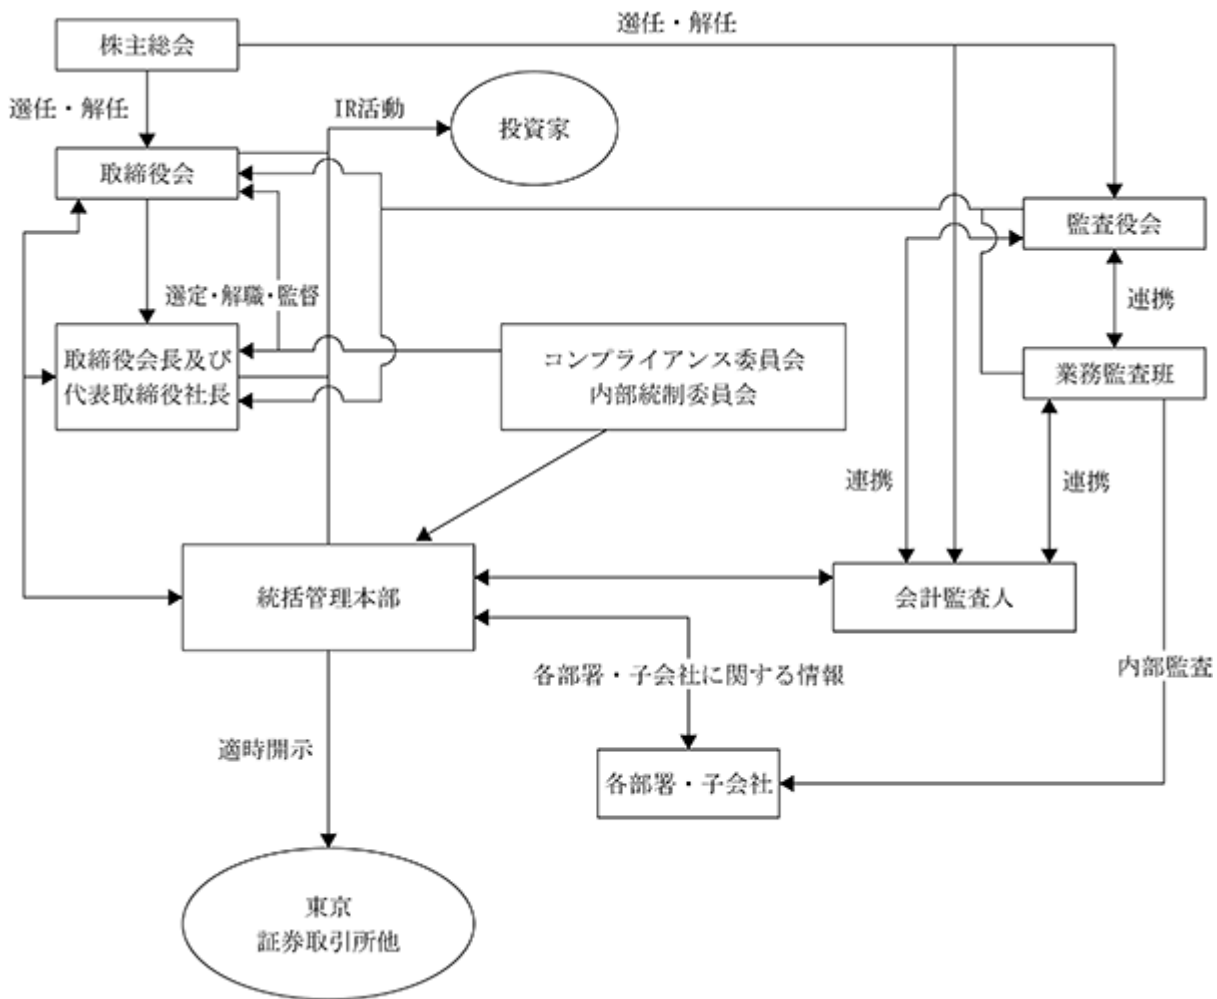 選任・解任
株主総会
選任・解任
IR活動
投資家
取締役会
監査役会
選定・解職・監督
連携
取締役会長及び
代表取締役社長
コンプライアンス委員会
内部統制委員会
業務監査班
連携
連携
統括管理本部
会計監査人
各部署・子会社に関する情報
内部監査
適時開示
各部署・子会社
東京
証券取引所他